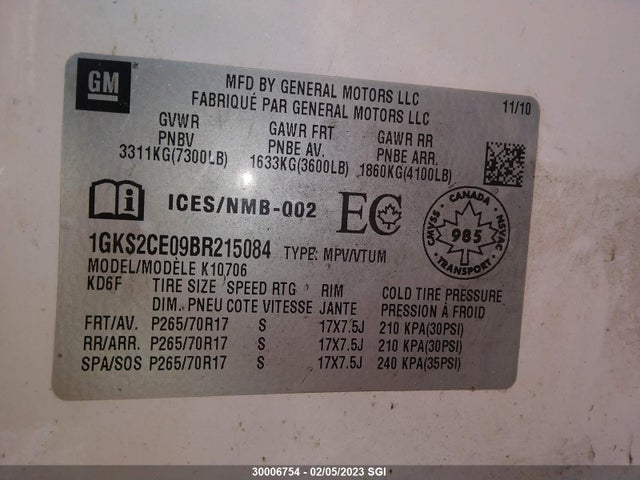 GM
MFD BY GENERAL MOTORS LLC
FABRIQUÉ PAR GENERAL MOTORS LLC
11/10
GVWR GAWR FRT GAWR RR
PNBV PNBE AV. PNBE ARR.
3311KG(7300LB) 1633KG(3600LB) 1860KG(4100LB)
ICES/NMB-002 EC
CANADA
CMVSS 985 NSVAC
TRANSPORT
1GKS2CE09BR215084 TYPE: MPV/VTUM
MODEL/MODÈLE K10706
KD6F TIRE SIZE SPEED RTG RIM COLD TIRE PRESSURE
DIM. PNEU COTE VITESSE JANTE PRESSION À FROID
FRT/AV. P265/70R17 S 17X7.5J 210 KPA(30PSI)
RR/ARR. P265/70R17 S 17X7.5J 210 KPA(30PSI)
SPA/SOS P265/70R17 S 17X7.5J 240 KPA(35PSI)
30006754 - 02/05/2023 SGI